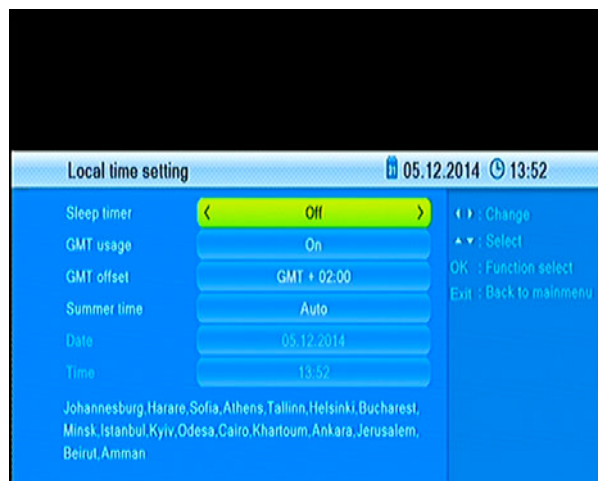 Local time setting 05.12.2014 13:52
Sleep timer < Off >
GMT usage On
GMT offset GMT + 02:00
Summer time Auto
Date 05.12.2014
Time 13:52
Johannesburg,Harare,Sofia,Athens,Tallinn,Helsinki,Bucharest,
Minsk,Istanbul,Kyiv,Odesa,Cairo,Khartoum,Ankara,Jerusalem,
Beirut,Amman
: Change
: Select
OK : Function select
Exit : Back to mainmenu